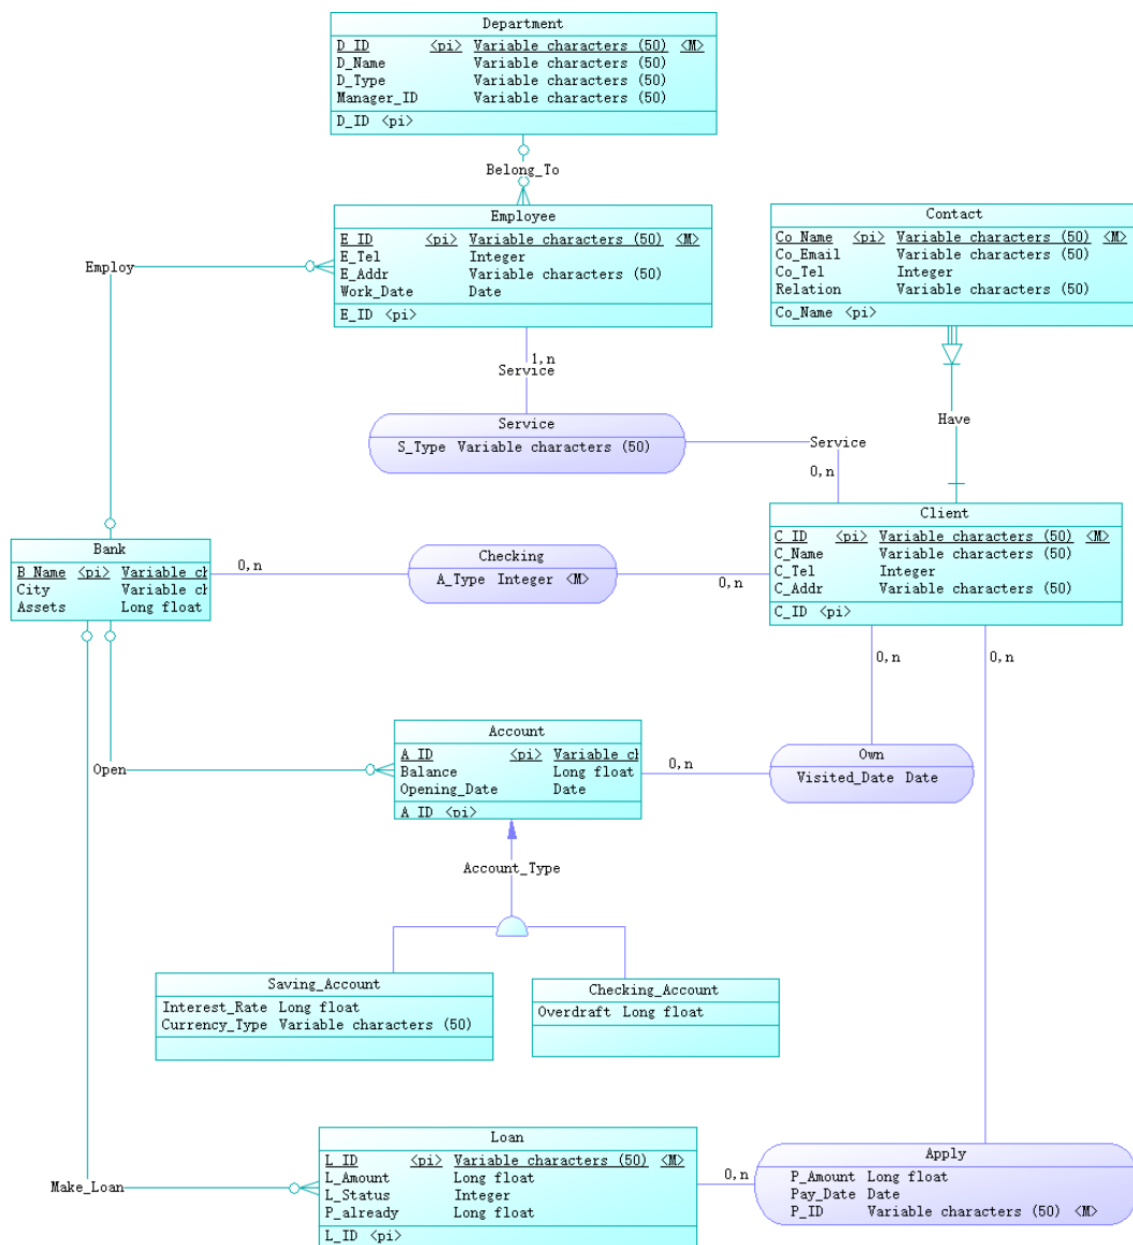 Department
D_ID <pi> Variable characters (50) <M>
D_Name Variable characters (50)
D_Type Variable characters (50)
Manager_ID Variable characters (50)
D_ID <pi>
Belong_To
Employee
E_ID <pi> Variable characters (50) <M>
E_Tel Integer
E_Addr Variable characters (50)
Work_Date Date
E_ID <pi>
Contact
Co_Name <pi> Variable characters (50) <M>
Co_Email Variable characters (50)
Co_Tel Integer
Relation Variable characters (50)
Co_Name <pi>
Employ
1,n
Service
Service
S_Type Variable characters (50)
Service
0,n
Have
Client
C_ID <pi> Variable characters (50) <M>
C_Name Variable characters (50)
C_Tel Integer
C_Addr Variable characters (50)
C_ID <pi>
Bank
B_Name <pi> Variable ch
City Variable ch
Assets Long float
0,n
Checking
A_Type Integer <M>
0,n
0,n
0,n
Account
A_ID <pi> Variable ch
Balance Long float
Opening_Date Date
A_ID <pi>
Open
0,n
Own
Visited_Date Date
Account_Type
Saving_Account
Interest_Rate Long float
Currency_Type Variable characters (50)
Checking_Account
Overdraft Long float
Loan
L_ID <pi> Variable characters (50) <M>
L_Amount Long float
L_Status Integer
P_already Long float
L_ID <pi>
Make_Loan
0,n
Apply
P_Amount Long float
Pay_Date Date
P_ID Variable characters (50) <M>